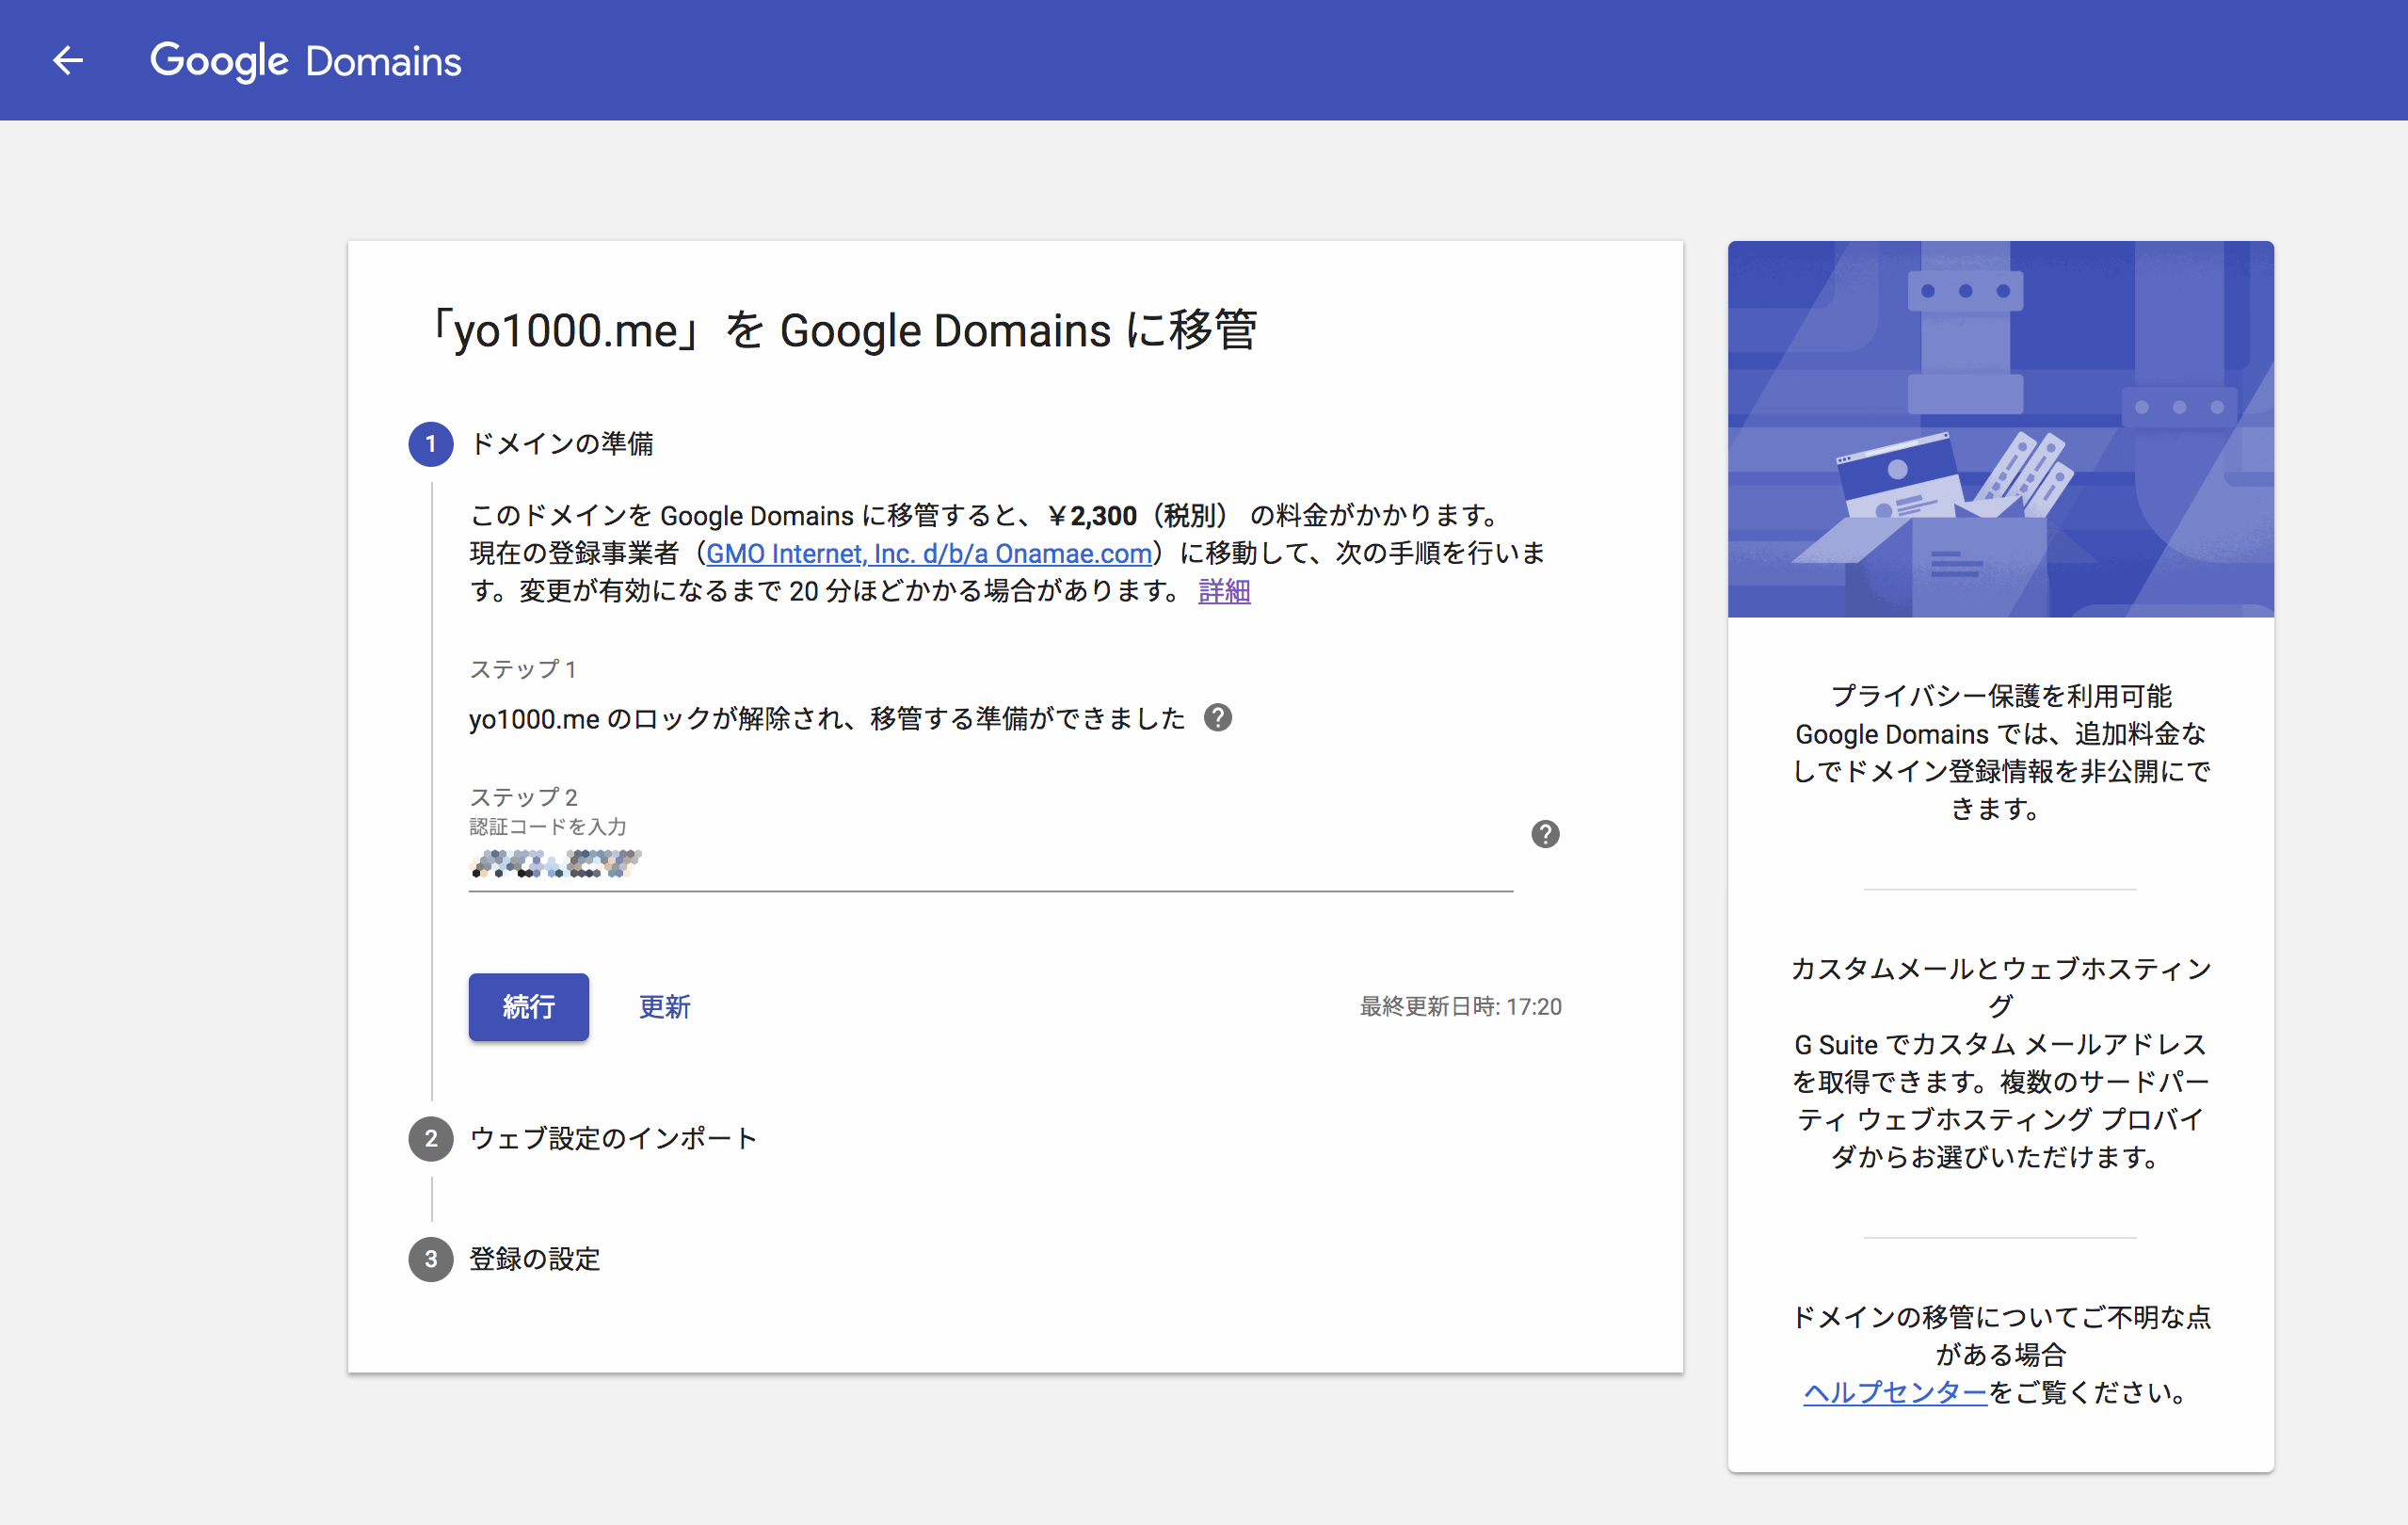 Google Domains
「yo1000.me」を Google Domains に移管
1 ドメインの準備
このドメインを Google Domains に移管すると、￥2,300（税別） の料金がかかります。
現在の登録事業者（GMO Internet, Inc. d/b/a Onamae.com）に移動して、次の手順を行いま
す。変更が有効になるまで 20 分ほどかかる場合があります。 詳細
ステップ 1
yo1000.me のロックが解除され、移管する準備ができました ?
ステップ 2
認証コードを入力
?
続行 更新 最終更新日時: 17:20
2 ウェブ設定のインポート
3 登録の設定
プライバシー保護を利用可能
Google Domains では、追加料金な
しでドメイン登録情報を非公開にで
きます。
カスタムメールとウェブホスティン
グ
G Suite でカスタム メールアドレス
を取得できます。複数のサードパー
ティ ウェブホスティング プロバイ
ダからお選びいただけます。
ドメインの移管についてご不明な点
がある場合
ヘルプセンターをご覧ください。